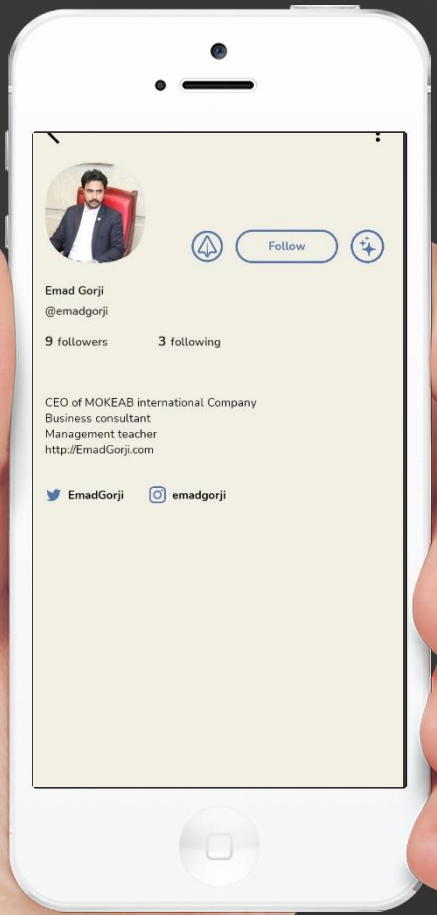 Follow
Emad Gorji
@emadgorji
9 followers 3 following
CEO of MOKEAB international Company
Business consultant
Management teacher
http://EmadGorji.com
EmadGorji emadgorji